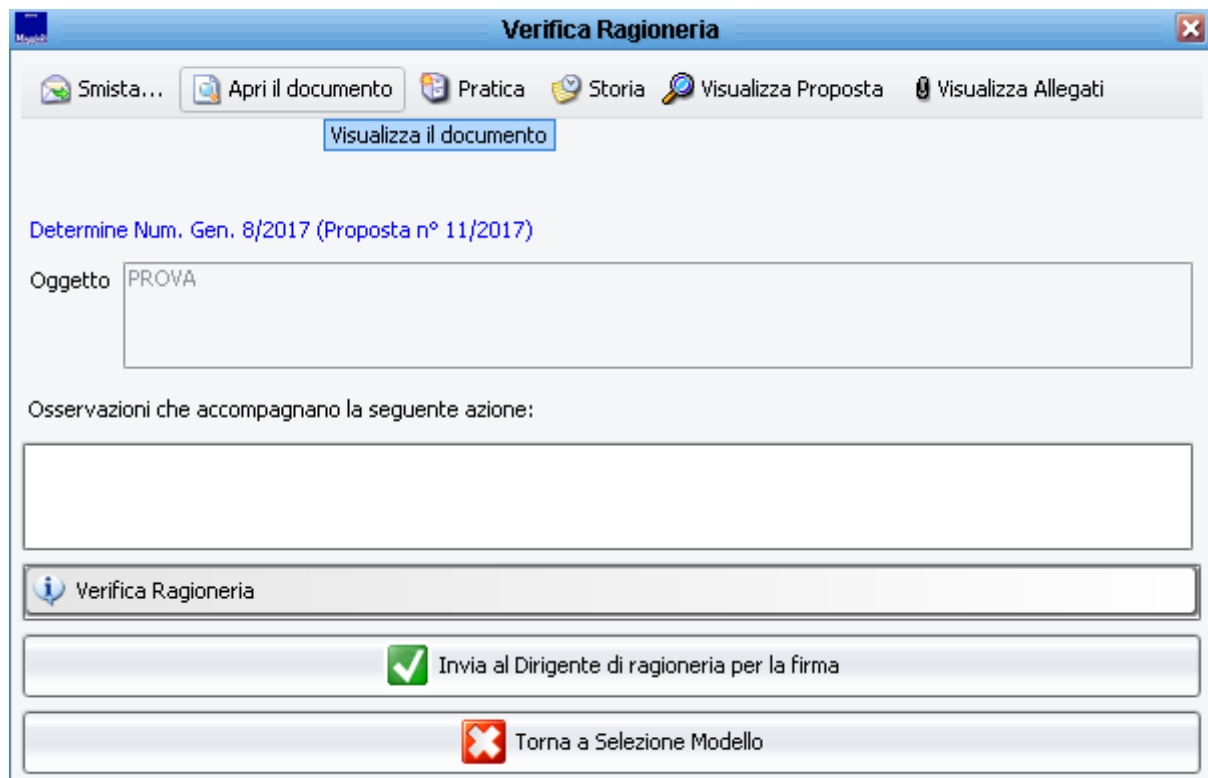 Verifica Ragioneria
Smista... Apri il documento Pratica Storia Visualizza Proposta Visualizza Allegati
Visualizza il documento
Determine Num. Gen. 8/2017 (Proposta n° 11/2017)
Oggetto PROVA
Osservazioni che accompagnano la seguente azione:
Verifica Ragioneria
Invia al Dirigente di ragioneria per la firma
Torna a Selezione Modello